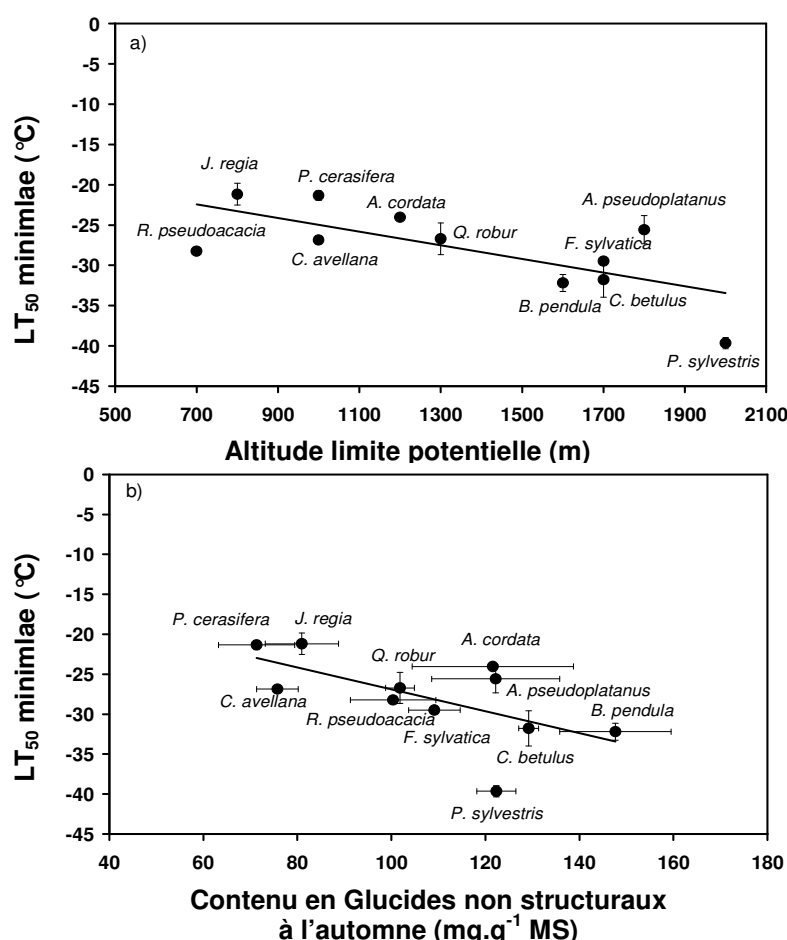 a)
0
-5
-10
-15
-20
-25
-30
-35
-40
-45
LT50 minimlae (°C)
J. regia
P. cerasifera
A. cordata
A. pseudoplatanus
R. pseudoacacia
C. avellana
Q. robur
F. sylvatica
B. pendula
C. betulus
P. sylvestris
500 700 900 1100 1300 1500 1700 1900 2100
Altitude limite potentielle (m)
b)
0
-5
-10
-15
-20
-25
-30
-35
-40
-45
LT50 minimlae (°C)
P. cerasifera
J. regia
A. cordata
Q. robur
C. avellana
A. pseudoplatanus
R. pseudoacacia
B. pendula
F. sylvatica
C. betulus
P. sylvestris
40 60 80 100 120 140 160 180
Contenu en Glucides non structuraux
à l'automne (mg.g-1 MS)